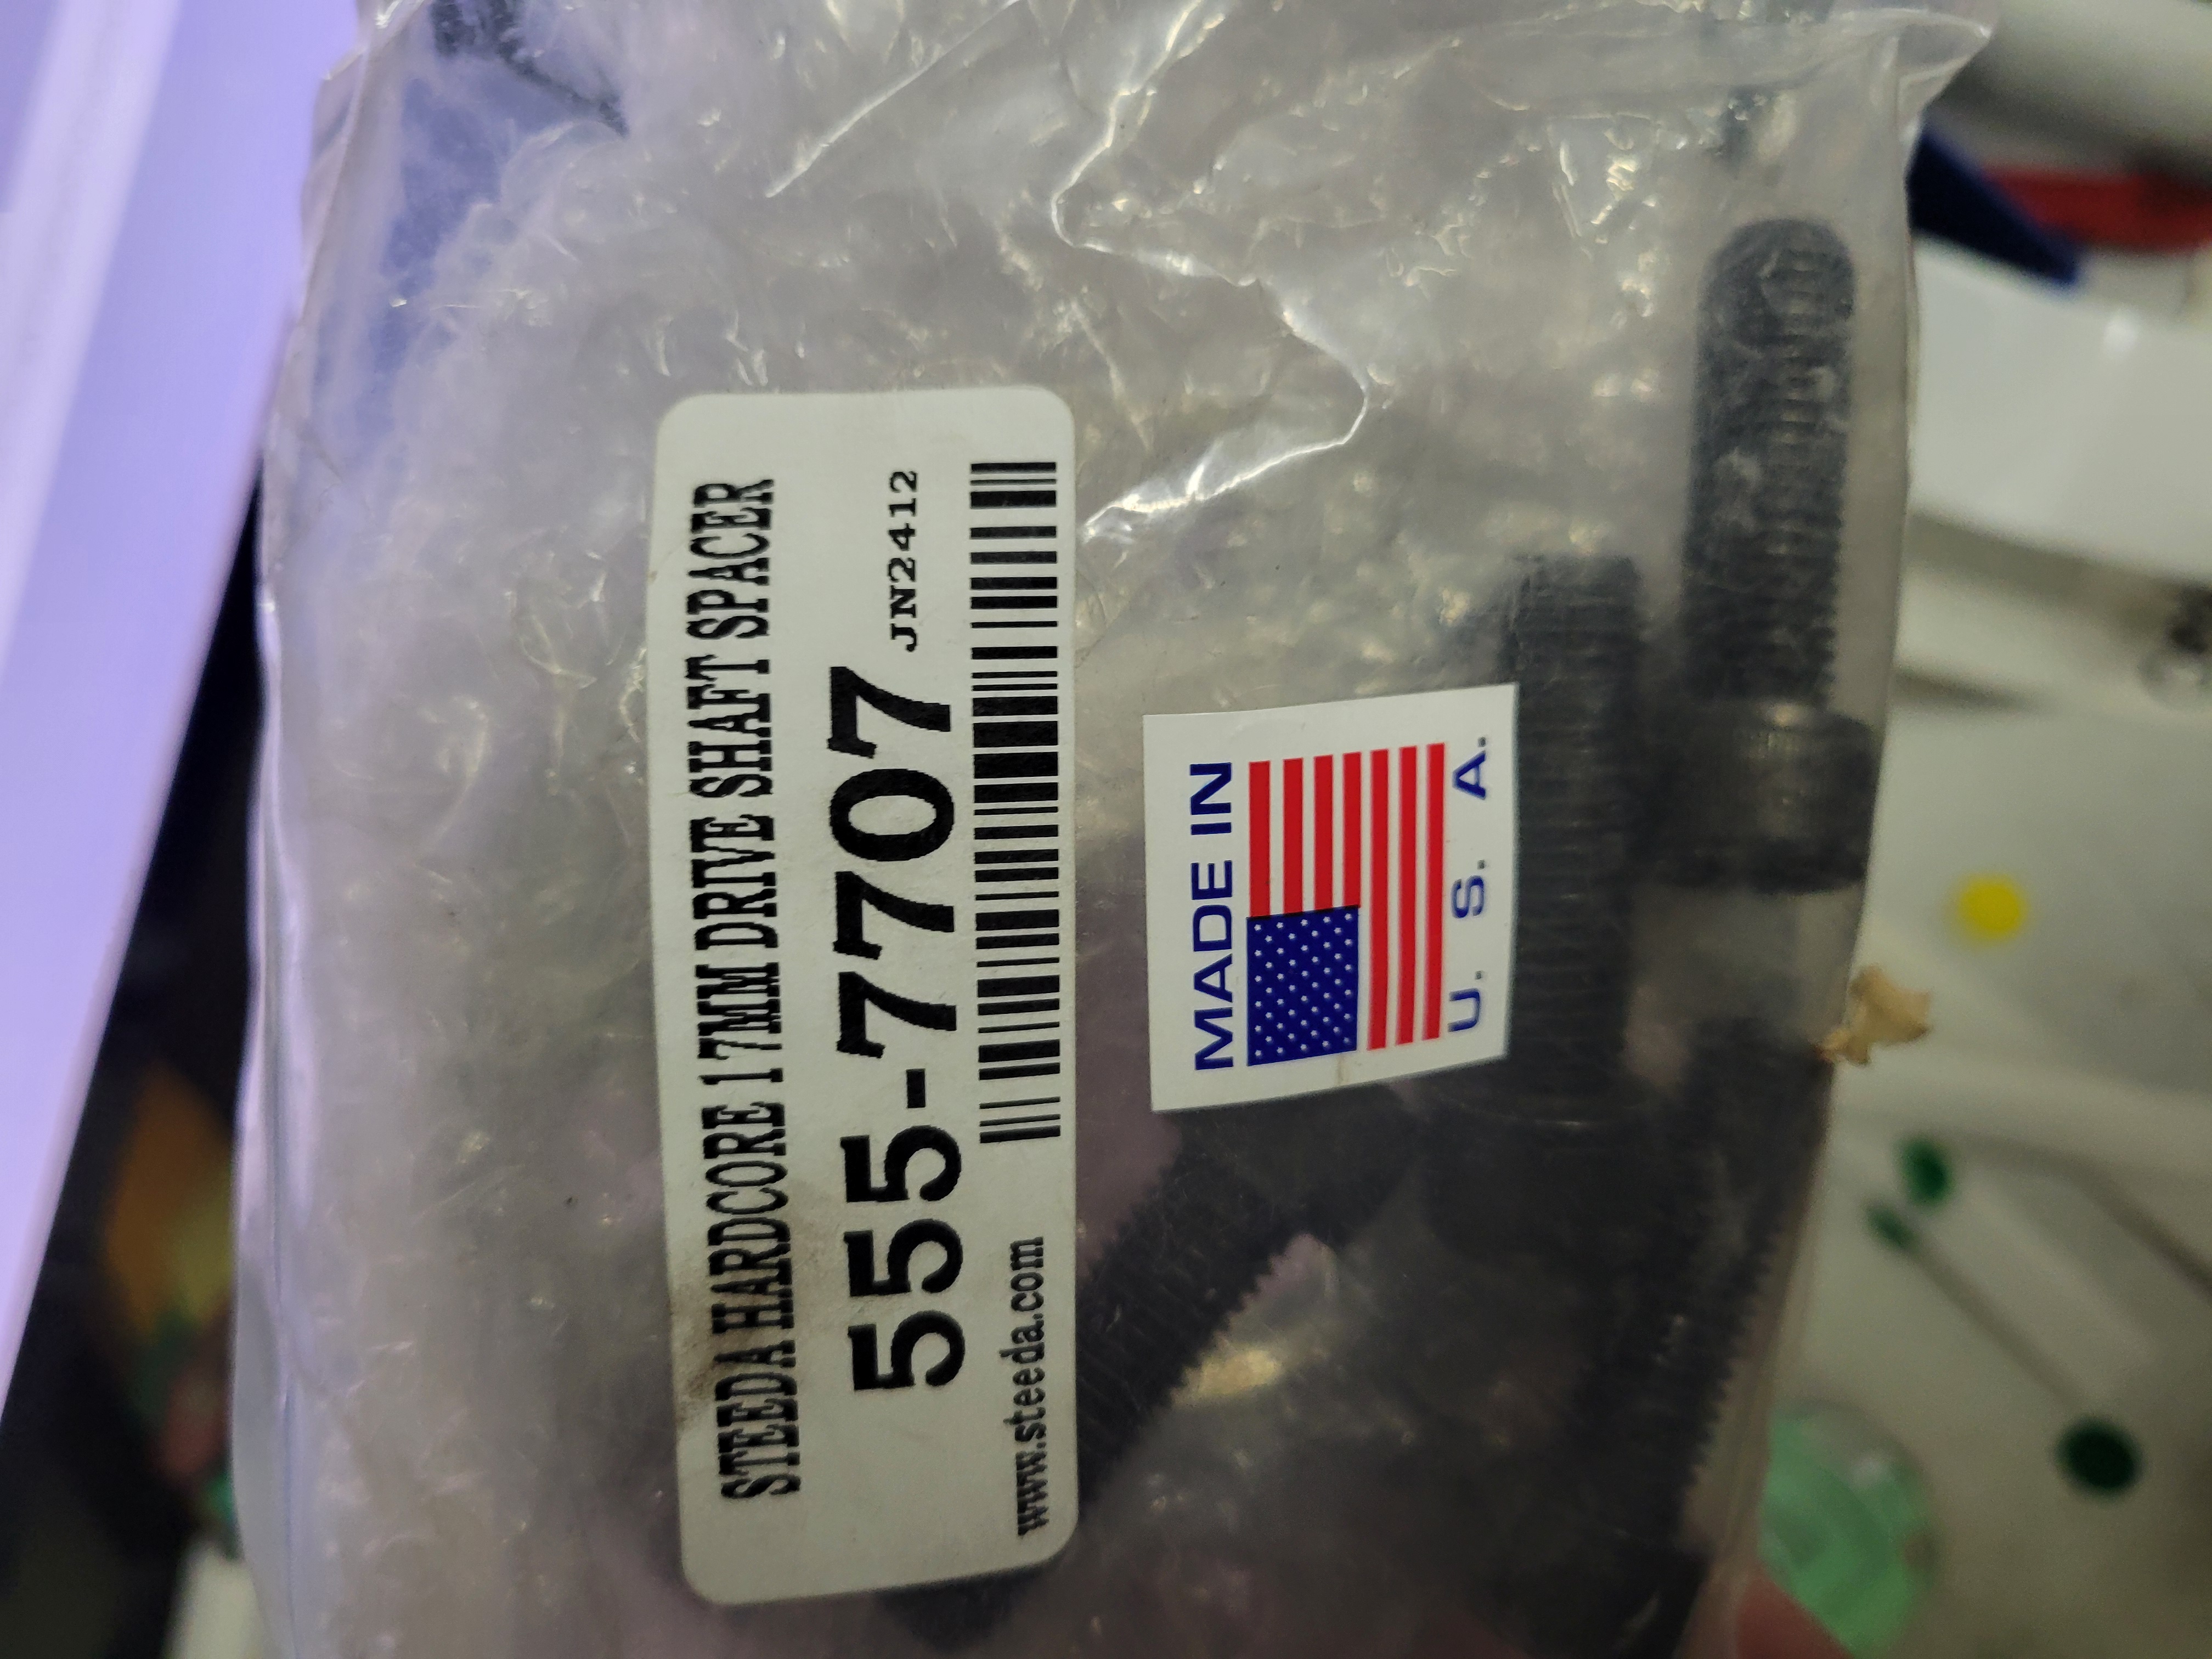 STEEDA HARDCORE 17MM DRIVE SHAFT SPACER
555-7707 JN2412
www.steeda.com
MADE IN
U. S. A.